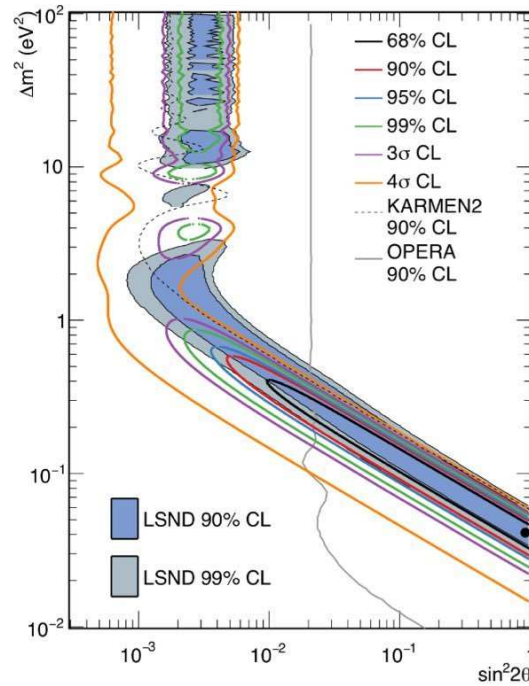 Δm² (eV²)
10²
10
1
10⁻¹
10⁻²
68% CL
90% CL
95% CL
99% CL
3σ CL
4σ CL
KARMEN2
90% CL
OPERA
90% CL
LSND 90% CL
LSND 99% CL
10⁻³ 10⁻² 10⁻¹ 1
sin²2θ